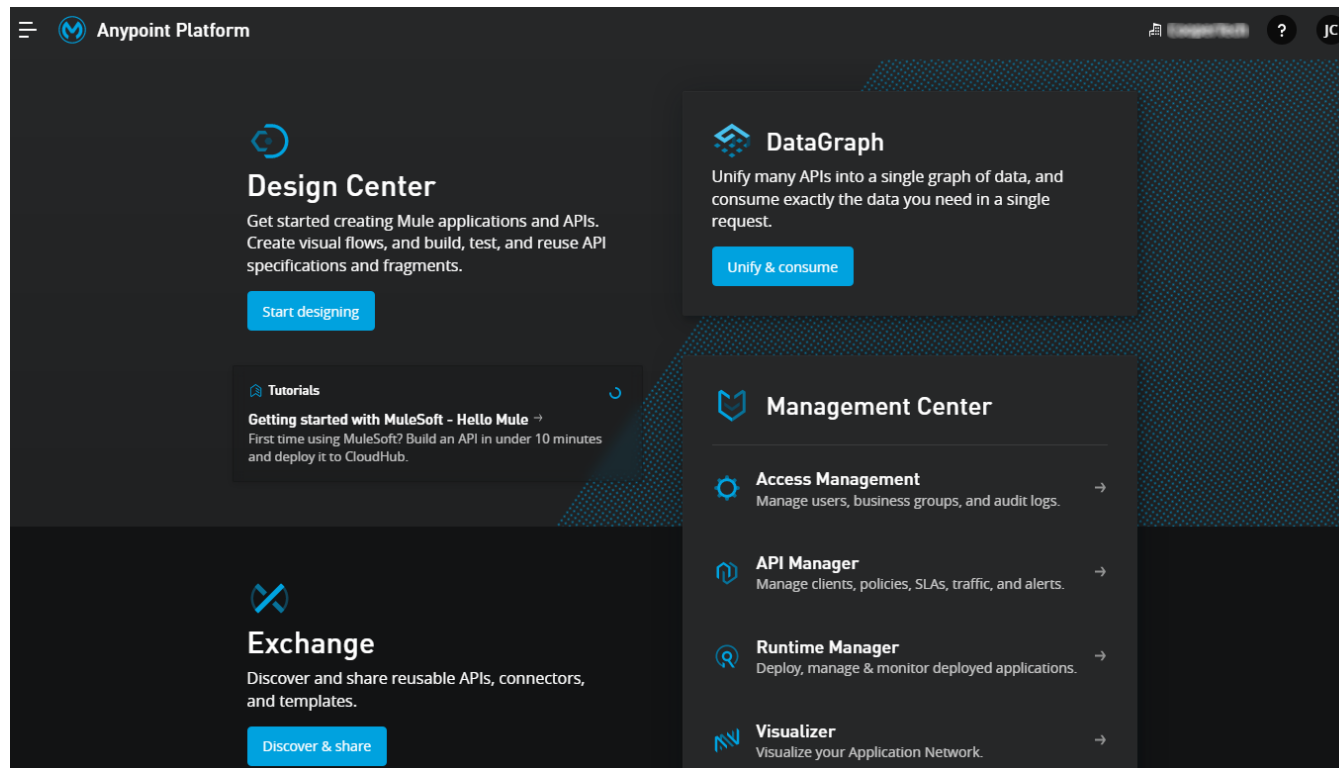 Anypoint Platform
?
JC
Design Center
Get started creating Mule applications and APIs.
Create visual flows, and build, test, and reuse API
specifications and fragments.
Start designing
Tutorials
Getting started with MuleSoft - Hello Mule →
First time using MuleSoft? Build an API in under 10 minutes
and deploy it to CloudHub.
Exchange
Discover and share reusable APIs, connectors,
and templates.
Discover & share
DataGraph
Unify many APIs into a single graph of data, and
consume exactly the data you need in a single
request.
Unify & consume
Management Center
Access Management
Manage users, business groups, and audit logs.
API Manager
Manage clients, policies, SLAs, traffic, and alerts.
Runtime Manager
Deploy, manage & monitor deployed applications.
Visualizer
Visualize your Application Network.